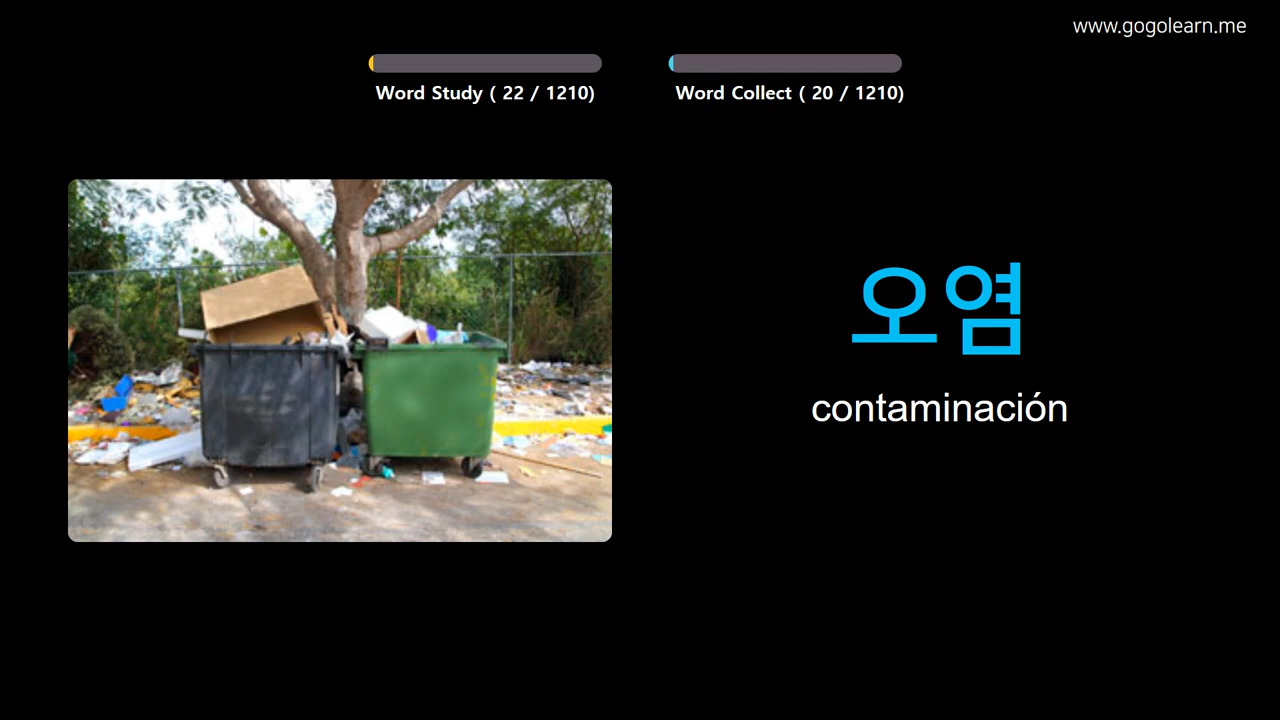 www.gogolearn.me
Word Study ( 22 / 1210)
Word Collect ( 20 / 1210)
오염
contaminación